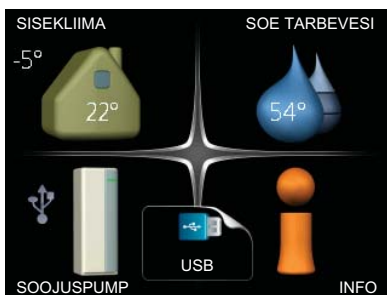 SISEKLIIMA
SOE TARBEVESI
-5°
22°
54°
USB
SOOJUSPUMP
INFO